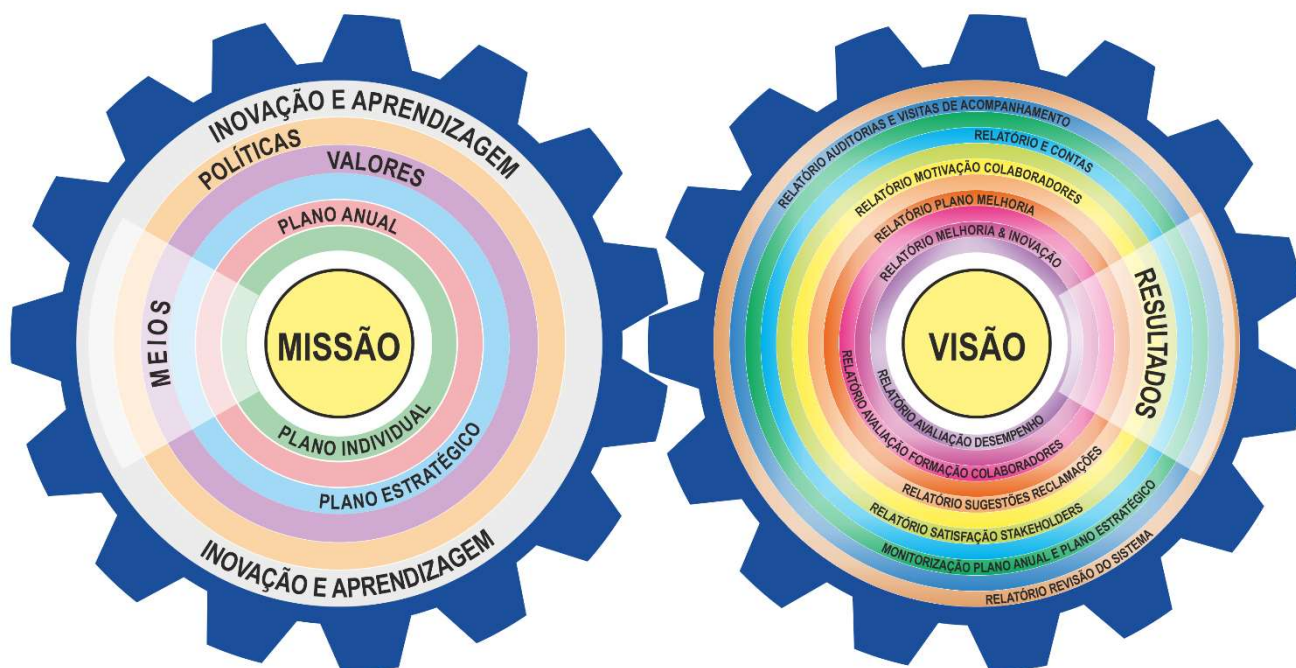 INOVAÇÃO E APRENDIZAGEM
POLÍTICAS
VALORES
PLANO ANUAL
MEIOS
MISSÃO
PLANO INDIVIDUAL
PLANO ESTRATÉGICO
INOVAÇÃO E APRENDIZAGEM
RELATÓRIO AUDITORIAS E VISITAS DE ACOMPANHAMENTO
RELATÓRIO E CONTAS
RELATÓRIO MOTIVAÇÃO COLABORADORES
RELATÓRIO PLANO MELHORIA
RELATÓRIO MELHORIA & INOVAÇÃO
VISÃO
RESULTADOS
RELATÓRIO AVALIAÇÃO DESEMPENHO
RELATÓRIO AVALIAÇÃO FORMAÇÃO COLABORADORES
RELATÓRIO SUGESTÕES RECLAMAÇÕES
RELATÓRIO SATISFAÇÃO STAKEHOLDERS
MONITORIZAÇÃO PLANO ANUAL E PLANO ESTRATÉGICO
RELATÓRIO REVISÃO DO SISTEMA